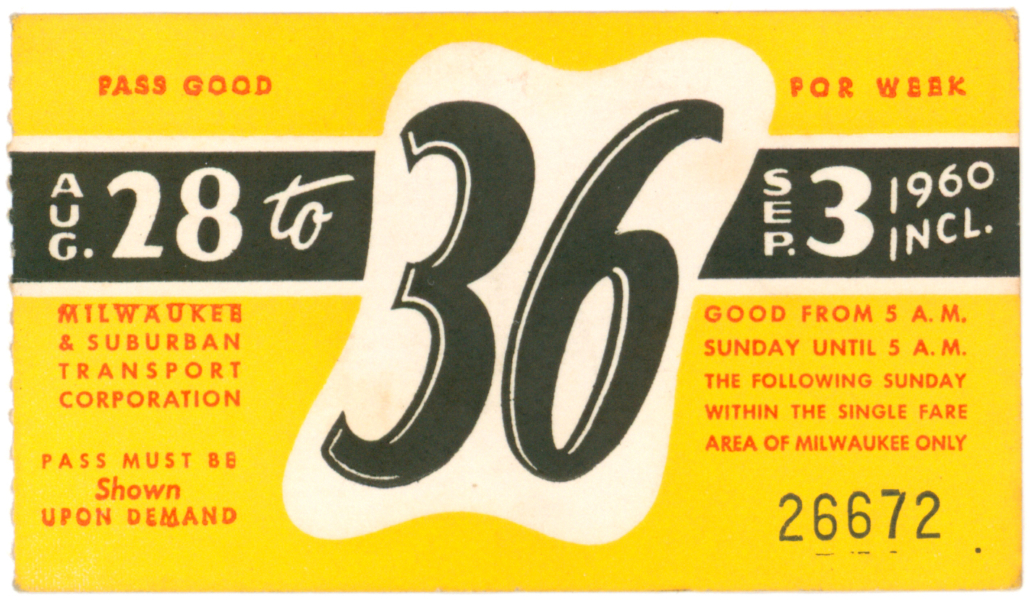 PASS GOOD
FOR WEEK
AUG. 28 to
36
SEP. 3 1960
INCL.
MILWAUKEE
& SUBURBAN
TRANSPORT
CORPORATION
PASS MUST BE
Shown
UPON DEMAND
GOOD FROM 5 A.M.
SUNDAY UNTIL 5 A.M.
THE FOLLOWING SUNDAY
WITHIN THE SINGLE FARE
AREA OF MILWAUKEE ONLY
26672